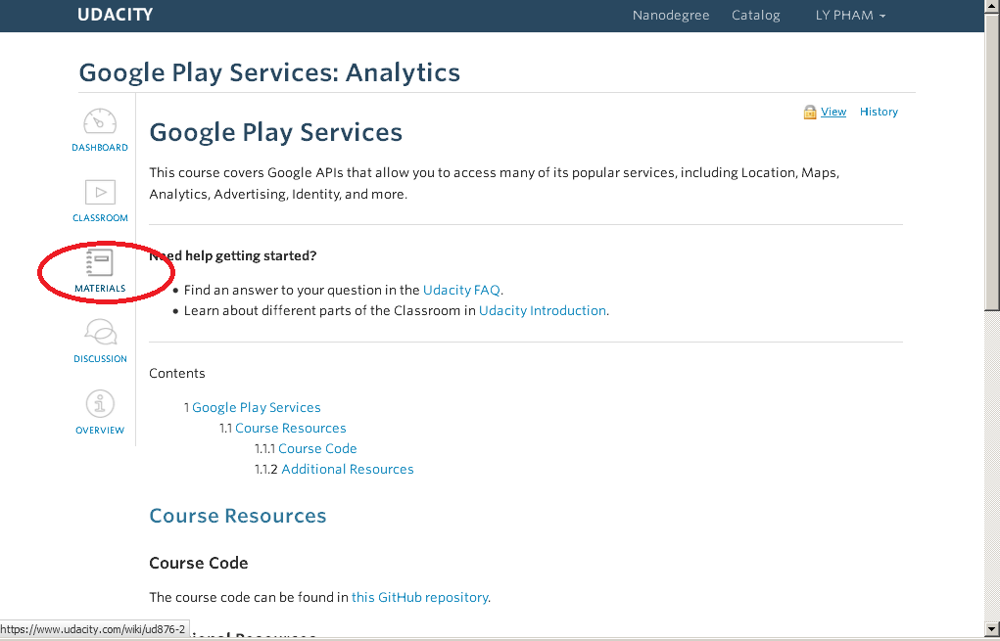 UDACITY
Nanodegree Catalog LY PHAM
Google Play Services: Analytics
View History
DASHBOARD
CLASSROOM
MATERIALS
DISCUSSION
OVERVIEW
Google Play Services
This course covers Google APIs that allow you to access many of its popular services, including Location, Maps,
Analytics, Advertising, Identity, and more.
Need help getting started?
• Find an answer to your question in the Udacity FAQ.
• Learn about different parts of the Classroom in Udacity Introduction.
Contents
1 Google Play Services
1.1 Course Resources
1.1.1 Course Code
1.1.2 Additional Resources
Course Resources
Course Code
The course code can be found in this GitHub repository.
Resources
https://www.udacity.com/wiki/ud876-2